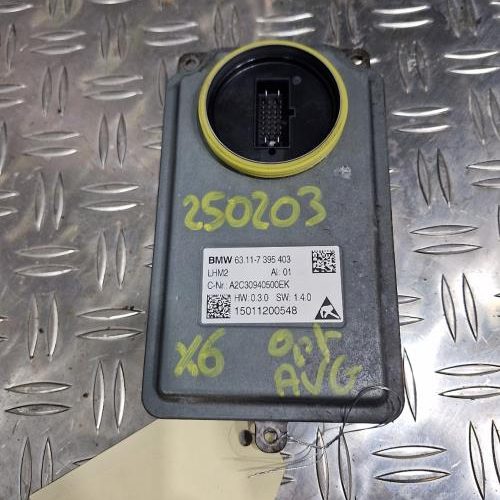 250203
BMW 63.11-7 395 403
LHM2 AI: 01
C-Nr.: A2C30940500EK
HW: 0.3.0 SW: 1.4.0
15011200548
X6 opt
AVG